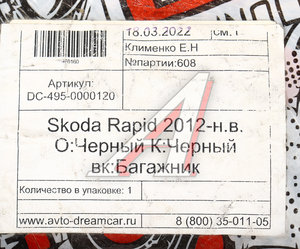 18.03.2022 См. 1
Клименко Е.Н
№партии:608
Артикул:
DC-495-0000120
Skoda Rapid 2012-н.в.
О:Черный К:Черный
вк:Багажник
Количество в упаковке: 1
www.avto-dreamcar.ru
8 (800) 35-011-05